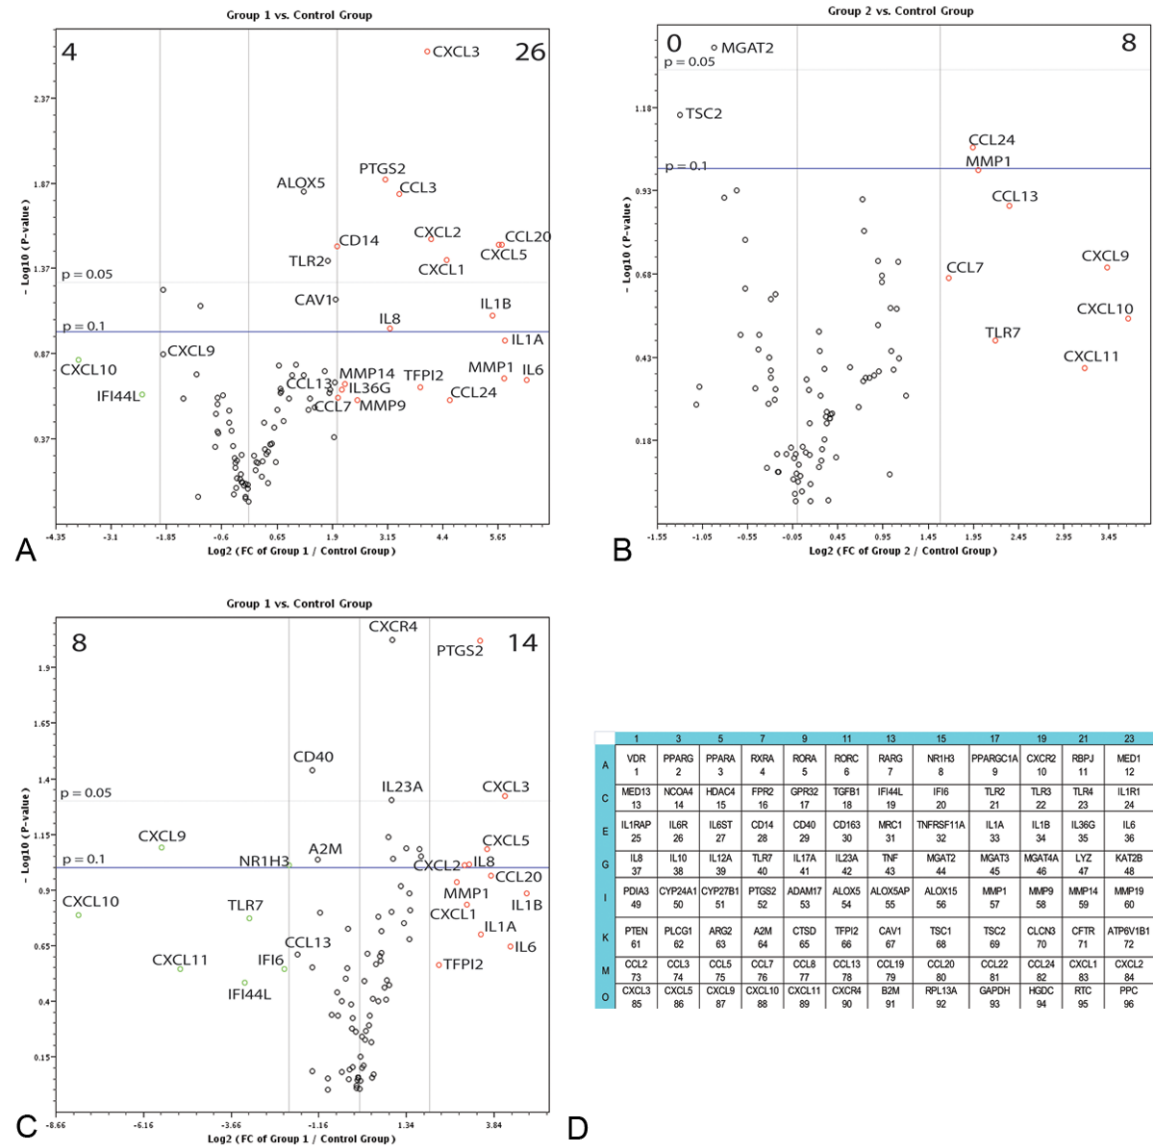 Group 1 vs. Control Group
4
26
CXCL3
2.37
PTGS2
1.87
ALOX5
CCL3
CXCL2
CCL20
CD14
CXCL5
TLR2
CXCL1
1.37
p = 0.05
CAV1
IL1B
IL8
p = 0.1
IL1A
CXCL9
0.87
CXCL10
MMP14
MMP1
IL6
CCL13
IL36G
TFPI2
IFI44L
CCL7
MMP9
CCL24
0.37
- Log10 (P-value)
-4.35 -3.1 -1.85 -0.6 0.65 1.9 3.15 4.4 5.65
Log2 (FC of Group 1 / Control Group)
A
Group 2 vs. Control Group
0
8
MGAT2
p = 0.05
1.18
TSC2
CCL24
p = 0.1
MMP1
0.93
CCL13
CXCL9
0.68
CCL7
CXCL10
TLR7
0.43
CXCL11
0.18
- Log10 (P-value)
-1.55 -1.05 -0.55 -0.05 0.45 0.95 1.45 1.95 2.45 2.95 3.45
Log2 (FC of Group 2 / Control Group)
B
Group 1 vs. Control Group
8
14
CXCR4
PTGS2
1.9
1.65
CD40
1.4
IL23A
CXCL3
p = 0.05
1.15
CXCL9
A2M
CXCL5
p = 0.1
NR1H3
CXCL2
IL8
0.9
CCL20
MMP1
CXCL10
TLR7
CXCL1
IL1B
IL1A
0.65
CCL13
IL6
CXCL11
IFI6
TFPI2
IFI44L
0.4
0.15
- Log10 (P-value)
-8.66 -6.16 -3.66 -1.16 1.34 3.84
Log2 (FC of Group 1 / Control Group)
C
1 3 5 7 9 11 13 15 17 19 21 23
A VDR PPARG PPARA RXRA RORA RORC RARG NR1H3 PPARGC1A CXCR2 RBPJ MED1
1 2 3 4 5 6 7 8 9 10 11 12
C MED13 NCOA4 HDAC4 FPR2 GPR32 TGFB1 IFI44L IFI6 TLR2 TLR3 TLR4 IL1R1
13 14 15 16 17 18 19 20 21 22 23 24
E IL1RAP IL6R IL6ST CD14 CD40 CD163 MRC1 TNFRSF11A IL1A IL1B IL36G IL6
25 26 27 28 29 30 31 32 33 34 35 36
G IL8 IL10 IL12A TLR7 IL17A IL23A TNF MGAT2 MGAT3 MGAT4A LYZ KAT2B
37 38 39 40 41 42 43 44 45 46 47 48
I PDIA3 CYP24A1 CYP27B1 PTGS2 ADAM17 ALOX5 ALOX5AP ALOX15 MMP1 MMP9 MMP14 MMP19
49 50 51 52 53 54 55 56 57 58 59 60
K PTEN PLCG1 ARG2 A2M CTSD TFPI2 CAV1 TSC1 TSC2 CLCN3 CFTR ATP6V1B1
61 62 63 64 65 66 67 68 69 70 71 72
M CCL2 CCL3 CCL5 CCL7 CCL8 CCL13 CCL19 CCL20 CCL22 CCL24 CXCL1 CXCL2
73 74 75 76 77 78 79 80 81 82 83 84
O CXCL3 CXCL5 CXCL9 CXCL10 CXCL11 CXCR4 B2M RPL13A GAPDH HGDC RTC PPC
85 86 87 88 89 90 91 92 93 94 95 96
D